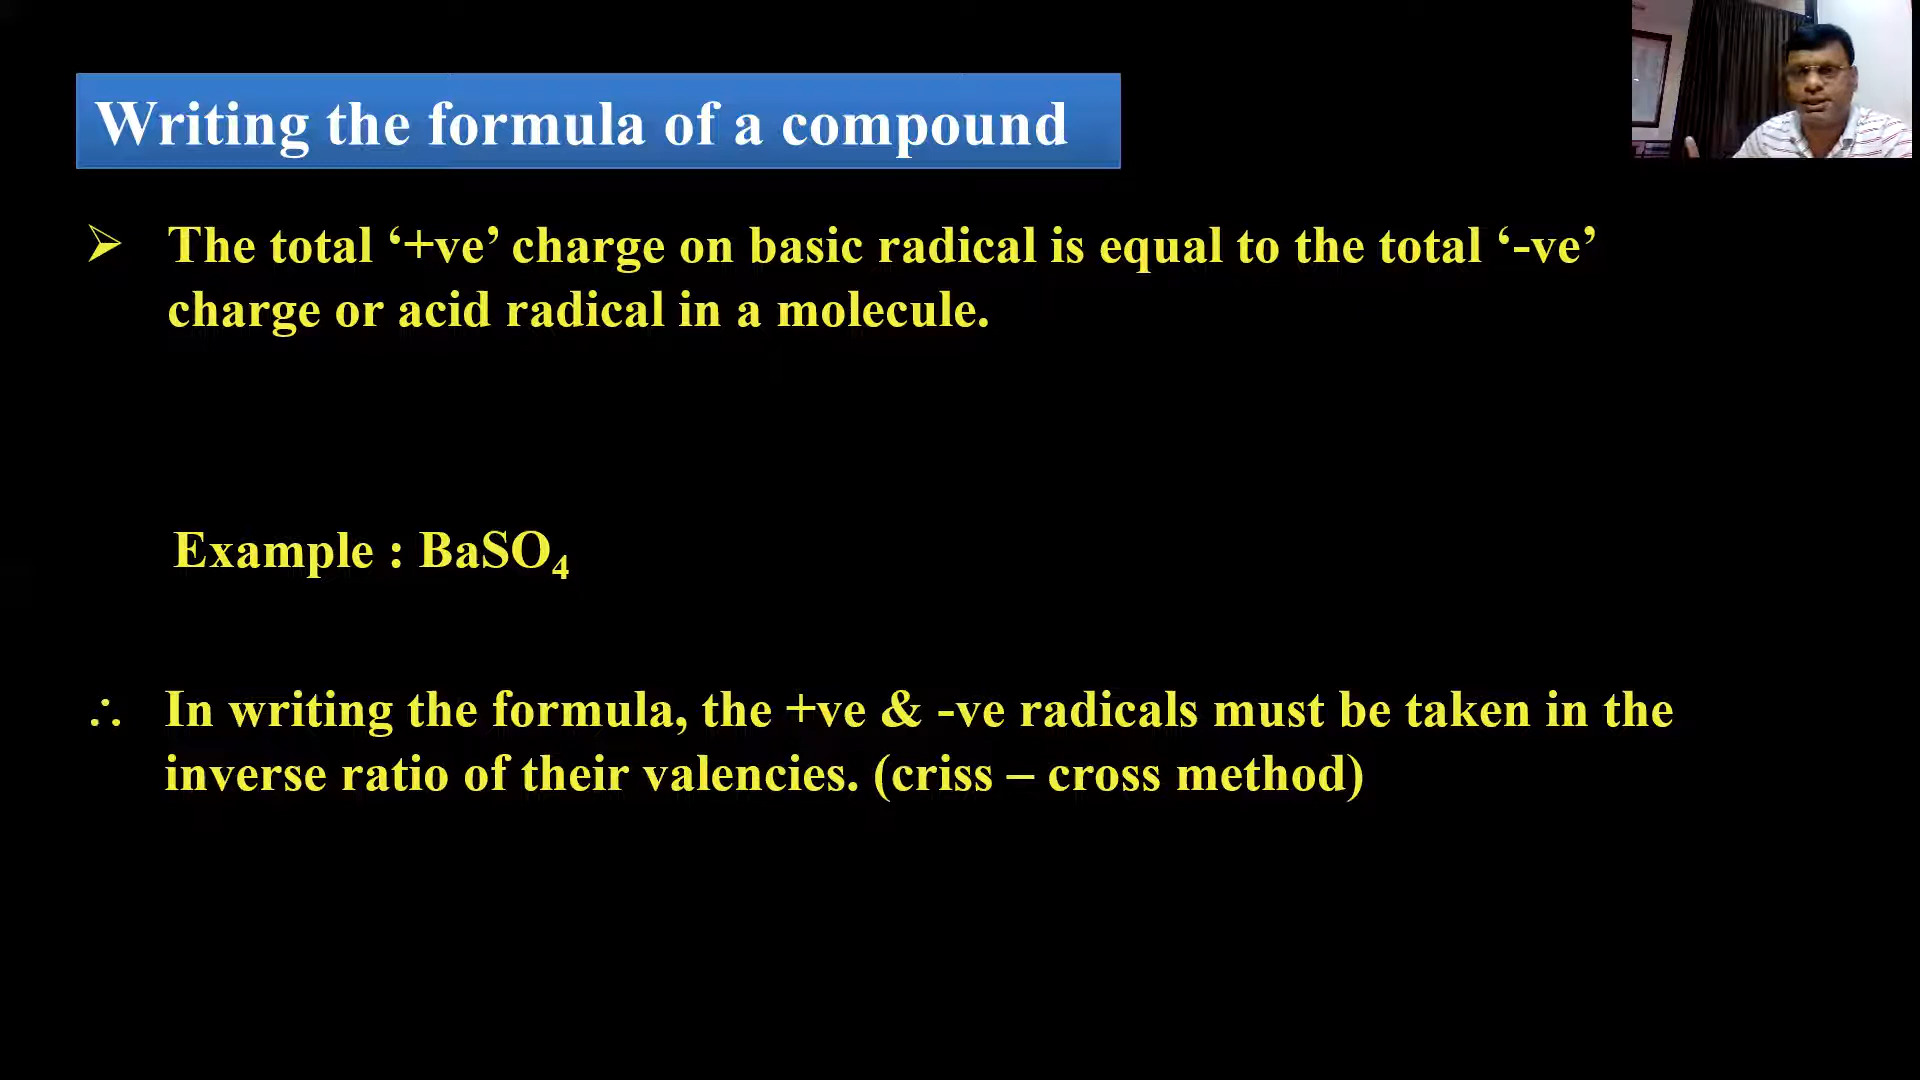 Writing the formula of a compound
➢ The total ‘+ve’ charge on basic radical is equal to the total ‘-ve’
charge or acid radical in a molecule.
Example : BaSO₄
∴ In writing the formula, the +ve & -ve radicals must be taken in the
inverse ratio of their valencies. (criss – cross method)